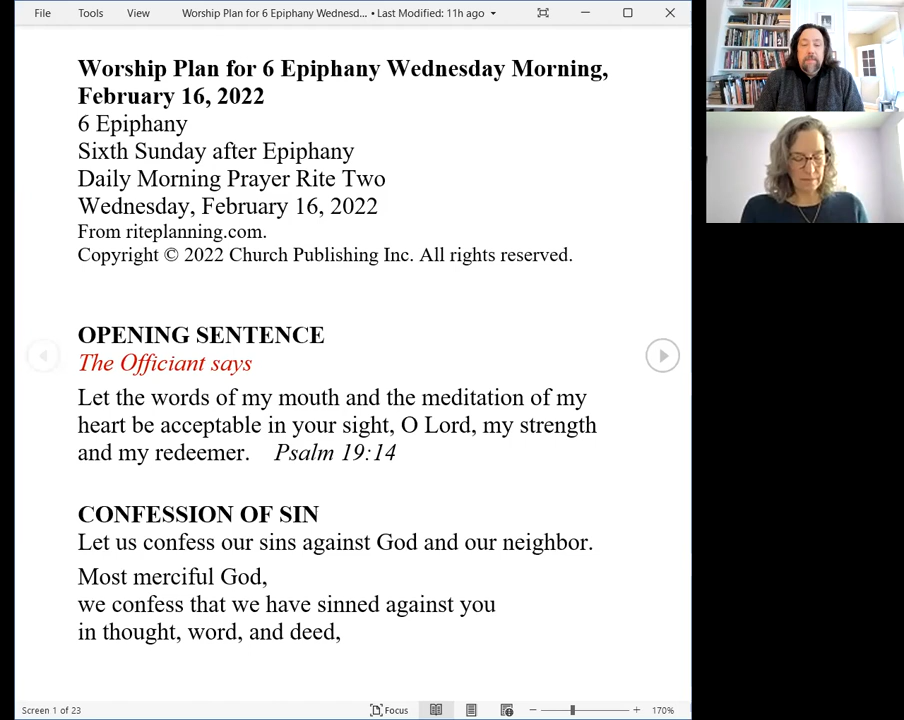 File Tools View Worship Plan for 6 Epiphany Wednesd... • Last Modified: 11h ago
Worship Plan for 6 Epiphany Wednesday Morning,
February 16, 2022
6 Epiphany
Sixth Sunday after Epiphany
Daily Morning Prayer Rite Two
Wednesday, February 16, 2022
From riteplanning.com.
Copyright © 2022 Church Publishing Inc. All rights reserved.
OPENING SENTENCE
The Officiant says
Let the words of my mouth and the meditation of my
heart be acceptable in your sight, O Lord, my strength
and my redeemer. Psalm 19:14
CONFESSION OF SIN
Let us confess our sins against God and our neighbor.
Most merciful God,
we confess that we have sinned against you
in thought, word, and deed,
Screen 1 of 23 Focus 170%